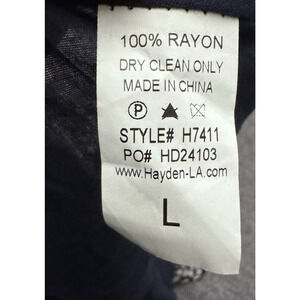 100% RAYON
DRY CLEAN ONLY
MADE IN CHINA
P
STYLE# H7411
PO# HD24103
www.Hayden-LA.com
L